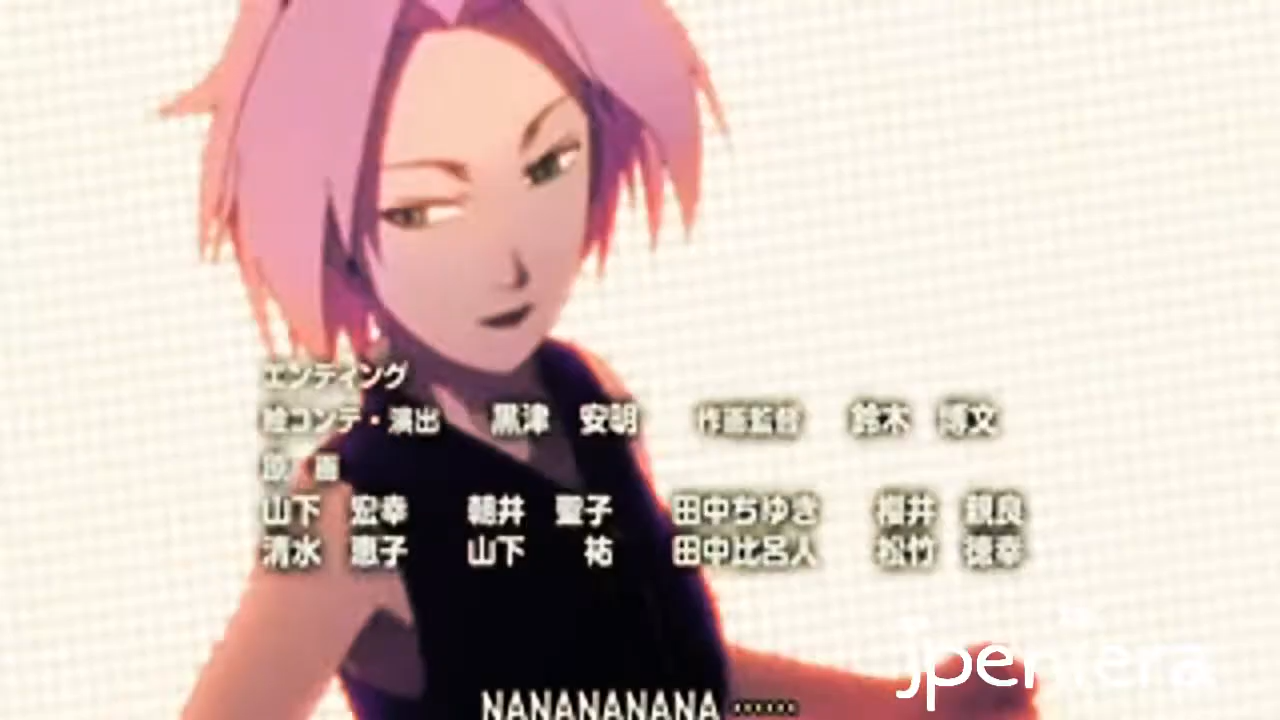 エンディング
絵コンテ・演出 黒津 安明 作画監督 鈴木 博文
原 画
山下 宏幸 朝井 聖子 田中ちゆき 櫻井 親良
清水 恵子 山下 祐 田中比呂人 松竹 徳幸
NANANANANA ……